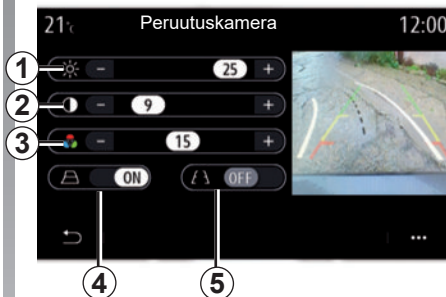 21°c Peruutuskamera 12:00
1 - 25 +
2 - 9 +
3 - 15 +
ON OFF
...
4 5